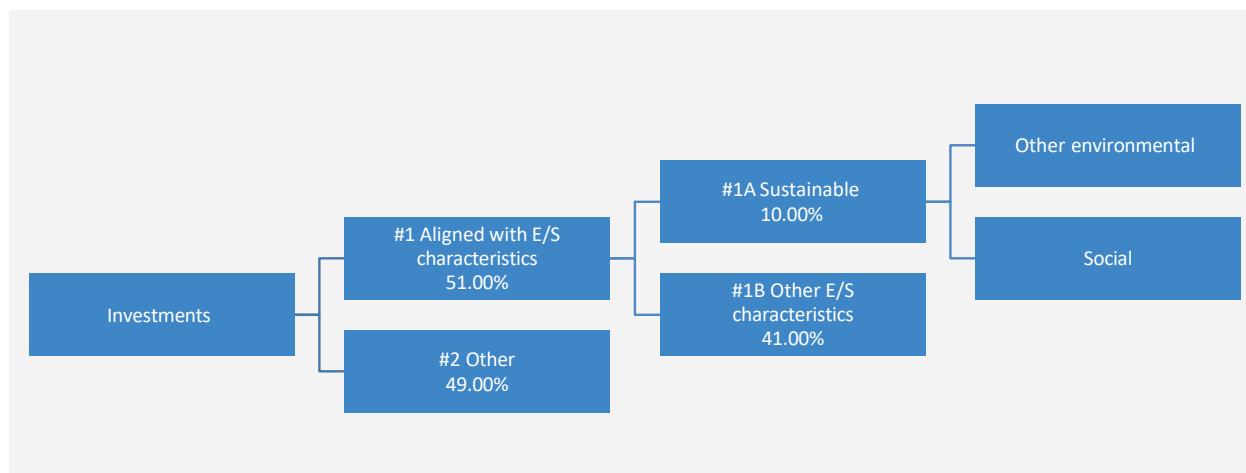 Investments
#1 Aligned with E/S
characteristics
51.00%
#2 Other
49.00%
#1A Sustainable
10.00%
#1B Other E/S
characteristics
41.00%
Other environmental
Social